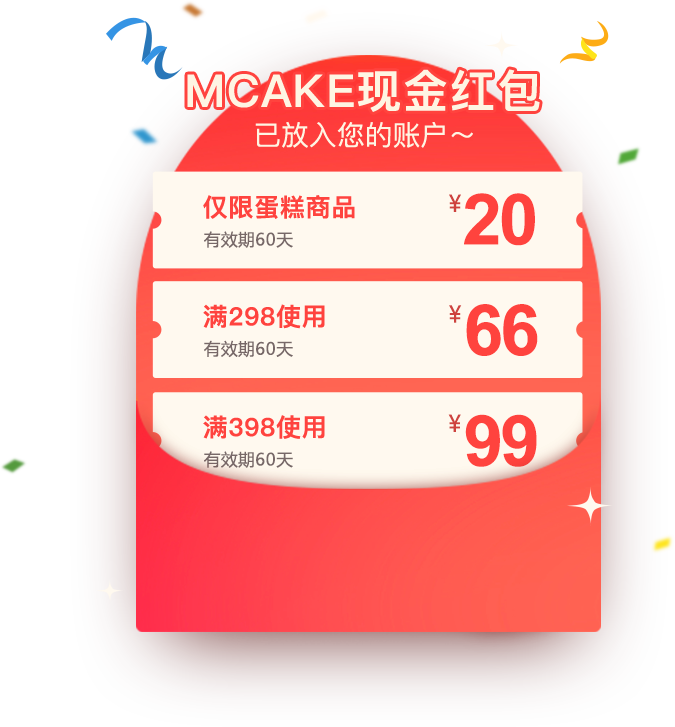 MCAKE现金红包
已放入您的账户～
仅限蛋糕商品
有效期60天
¥20
满298使用
有效期60天
¥66
满398使用
有效期60天
¥99